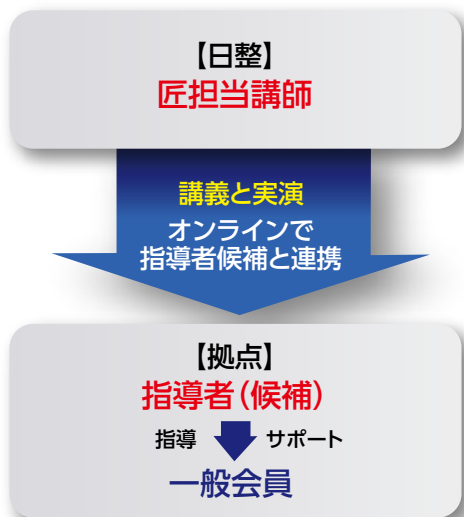 【日整】
匠担当講師
講義と実演
オンラインで
指導者候補と連携
【拠点】
指導者（候補）
指導 サポート
一般会員